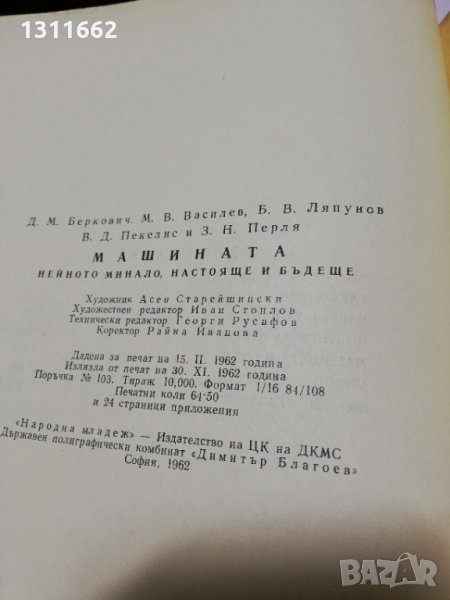 1311662
Д. М. Беркович, М. В. Василев, Б. В. Ляпунов
В. Д. Пекелис и З. Н. Перля
МАШИНАТА
НЕЙНОТО МИНАЛО, НАСТОЯЩЕ И БЪДЕЩЕ
Художник Асен Старейшински
Художествен редактор Иван Стоилов
Технически редактор Георги Русафов
Коректор Райна Иванова
Дадена за печат на 15. II. 1962 година
Излязла от печат на 30. XI. 1962 година
Поръчка № 103. Тираж 10,000. Формат 1/16 84/108
Печатни коли 64·50
и 24 страници приложения
«Народна младеж» — Издателство на ЦК на ДКМС
Държавен полиграфически комбинат «Димитър Благоев»
София, 1962
БАЗАР